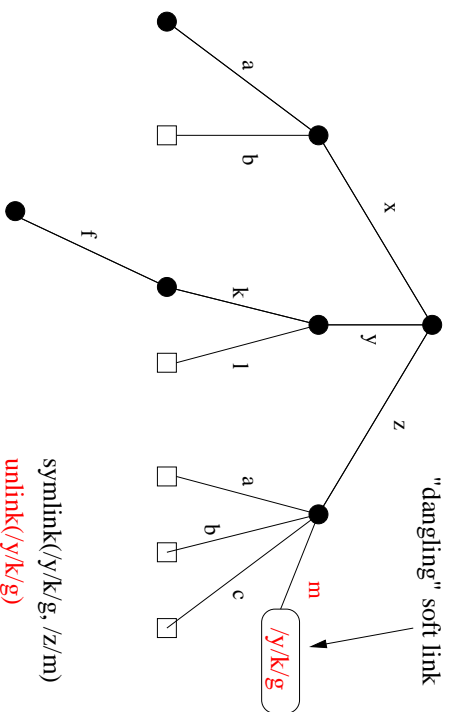 "dangling" soft link
x
y
z
a
b
k
l
a
b
c
m
/y/k/g
f
symlink(/y/k/g, /z/m)
unlink(/y/k/g)